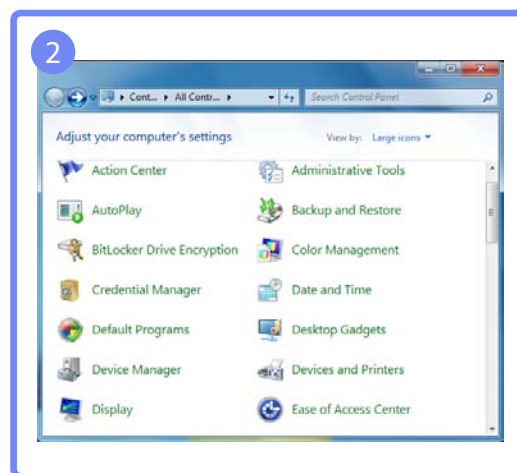 2
Cont... All Contr...
Search Control Panel
Adjust your computer's settings
View by: Large icons
Action Center
Administrative Tools
AutoPlay
Backup and Restore
BitLocker Drive Encryption
Color Management
Credential Manager
Date and Time
Default Programs
Desktop Gadgets
Device Manager
Devices and Printers
Display
Ease of Access Center